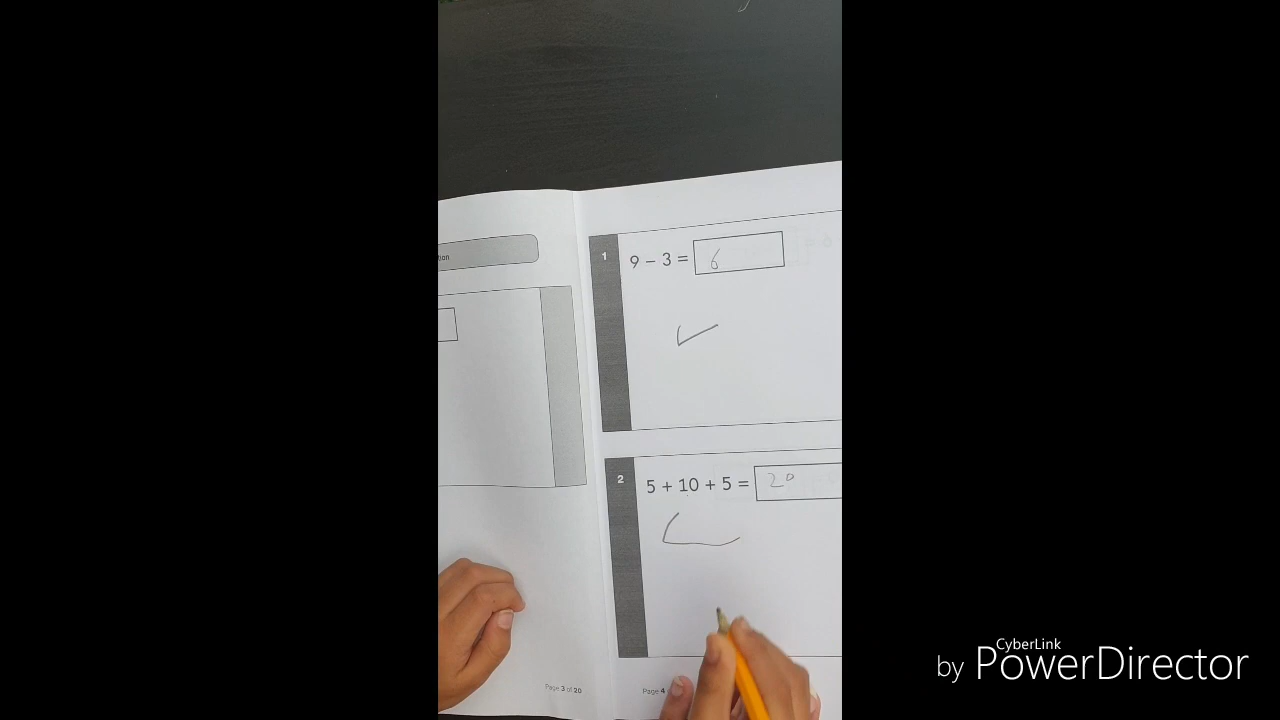 1
9 − 3 = 6
2
5 + 10 + 5 = 20
Page 3 of 20
Page 4
CyberLink
by PowerDirector